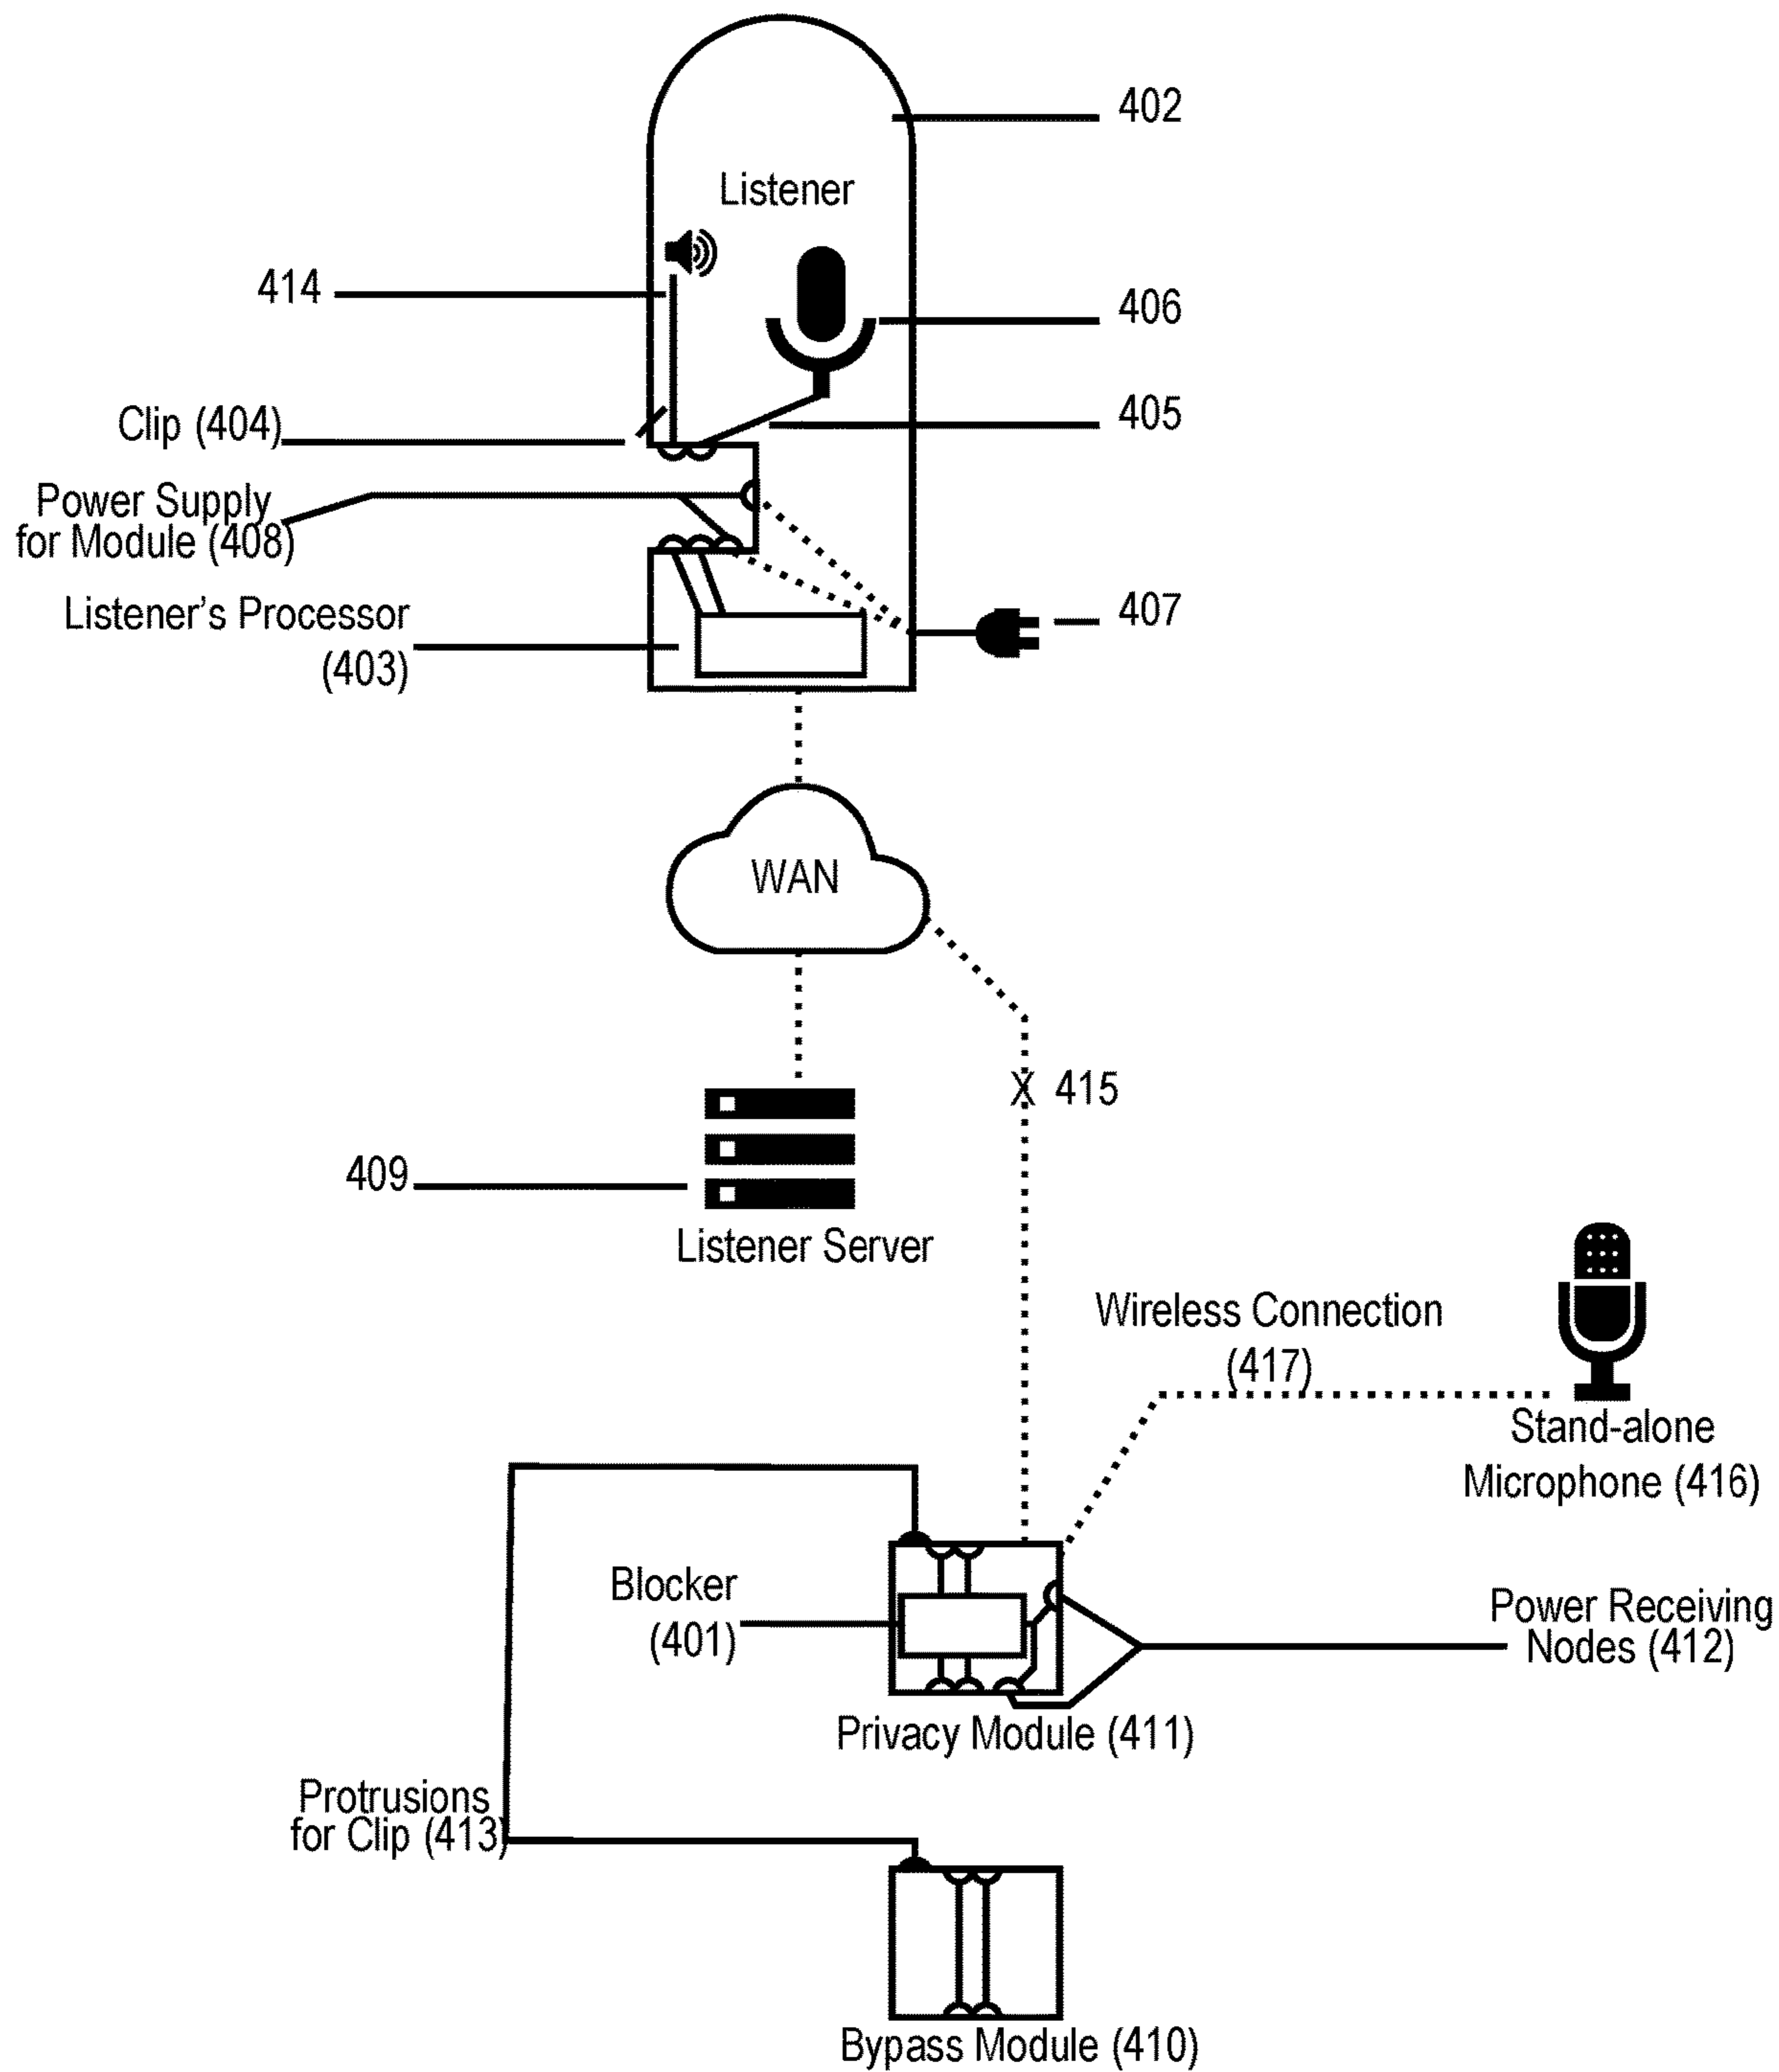 402
Listener
414
406
Clip (404)
405
Power Supply
for Module (408)
407
Listener's Processor
(403)
WAN
X 415
409
Listener Server
Wireless Connection
(417)
Stand-alone
Microphone (416)
Blocker
(401)
Power Receiving
Nodes (412)
Privacy Module (411)
Protrusions
for Clip (413)
Bypass Module (410)